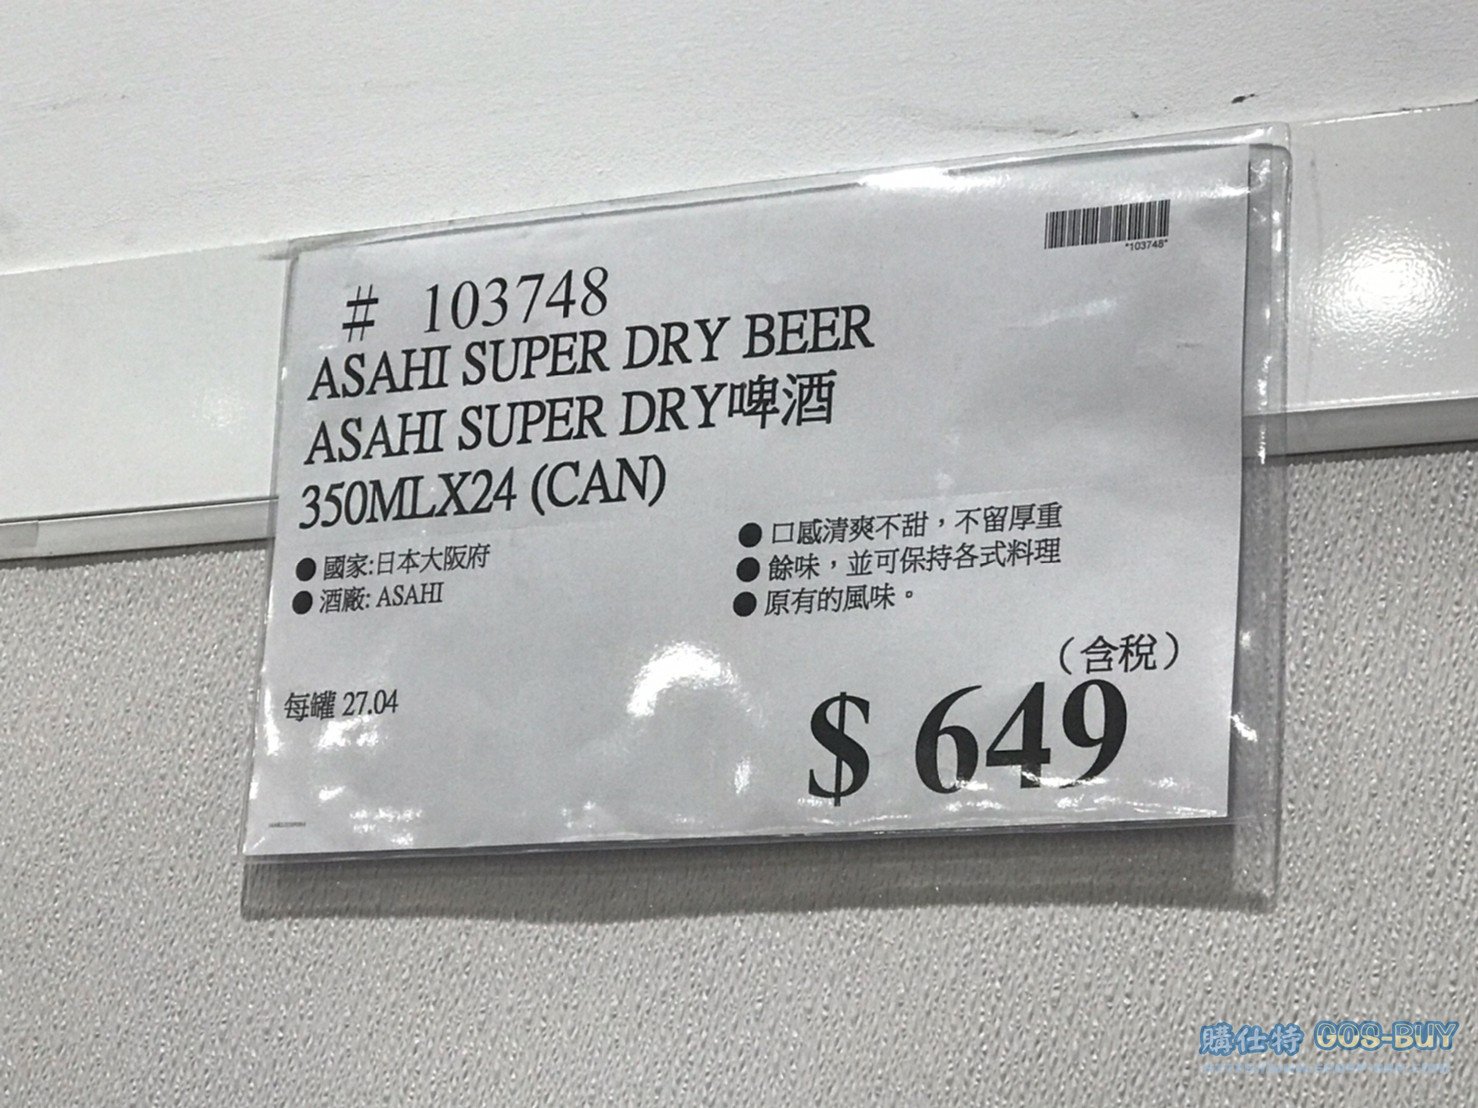 *103748*
# 103748
ASAHI SUPER DRY BEER
ASAHI SUPER DRY啤酒
350MLX24 (CAN)
●國家:日本大阪府
●酒廠: ASAHI
●口感清爽不甜，不留厚重
●餘味，並可保持各式料理
●原有的風味。
每罐 27.04
（含稅）
$ 649
購仕特 GOS-BUY